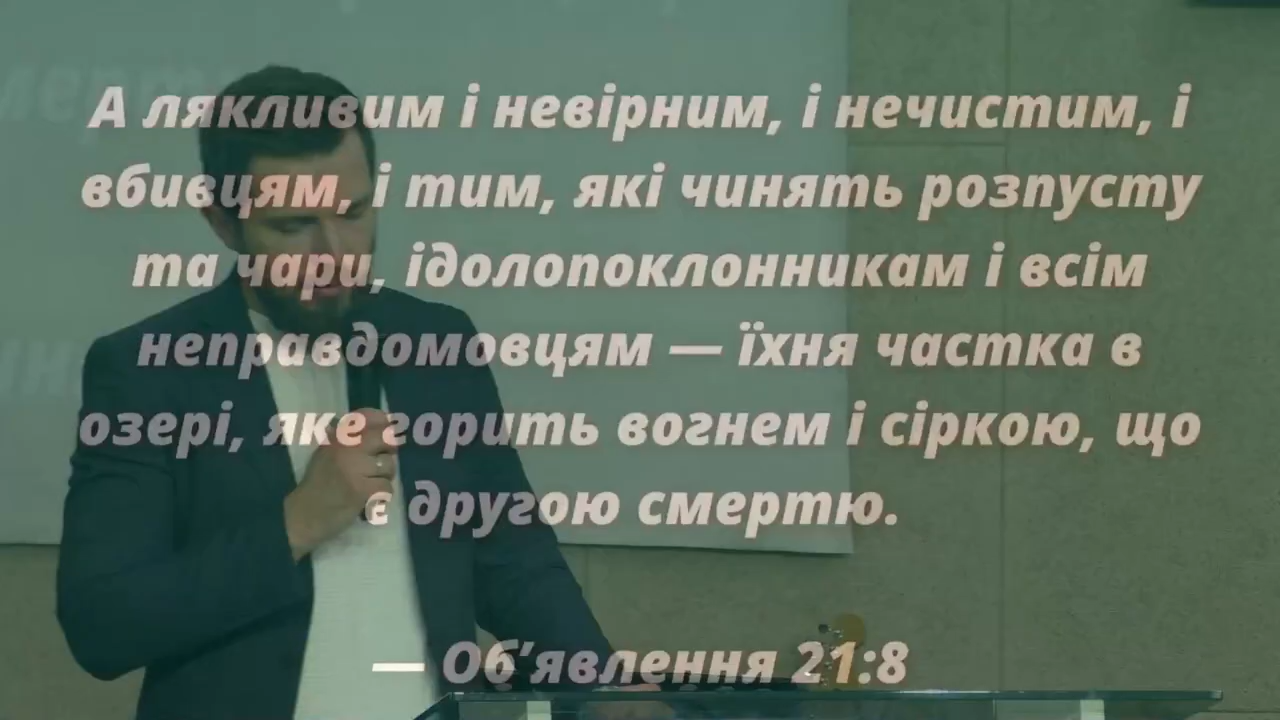 А лякливим і невірним, і нечистим, і
вбивцям, і тим, які чинять розпусту
та чари, ідолопоклонникам і всім
неправдомовцям — їхня частка в
озері, яке горить вогнем і сіркою, що
є другою смертю.
— Об’явлення 21:8